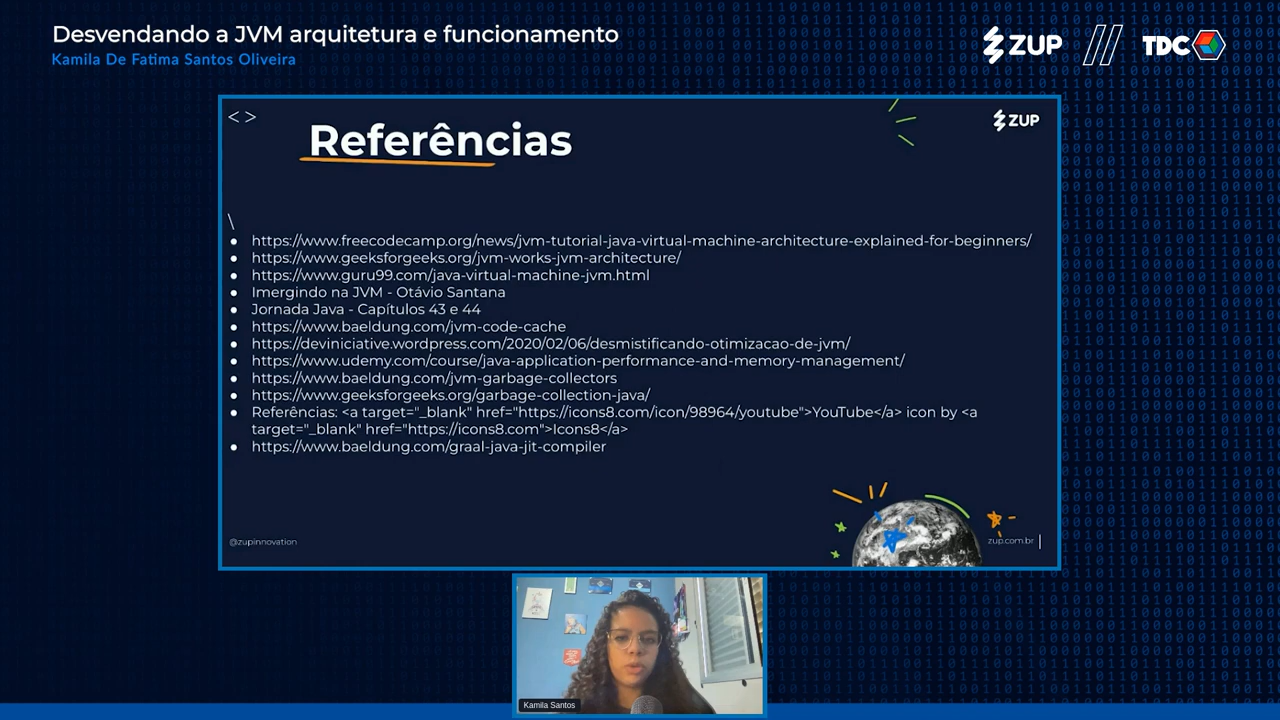 Desvendando a JVM arquitetura e funcionamento
Kamila De Fatima Santos Oliveira
ZUP
TDC
< >
Referências
ZUP
\
● https://www.freecodecamp.org/news/jvm-tutorial-java-virtual-machine-architecture-explained-for-beginners/
● https://www.geeksforgeeks.org/jvm-works-jvm-architecture/
● https://www.guru99.com/java-virtual-machine-jvm.html
● Imergindo na JVM - Otávio Santana
● Jornada Java - Capítulos 43 e 44
● https://www.baeldung.com/jvm-code-cache
● https://deviniciative.wordpress.com/2020/02/06/desmistificando-otimizacao-de-jvm/
● https://www.udemy.com/course/java-application-performance-and-memory-management/
● https://www.baeldung.com/jvm-garbage-collectors
● https://www.geeksforgeeks.org/garbage-collection-java/
● Referências: <a target="_blank" href="https://icons8.com/icon/98964/youtube">YouTube</a> icon by <a
target="_blank" href="https://icons8.com">Icons8</a>
● https://www.baeldung.com/graal-java-jit-compiler
@zupinnovation
zup.com.br
Kamila Santos